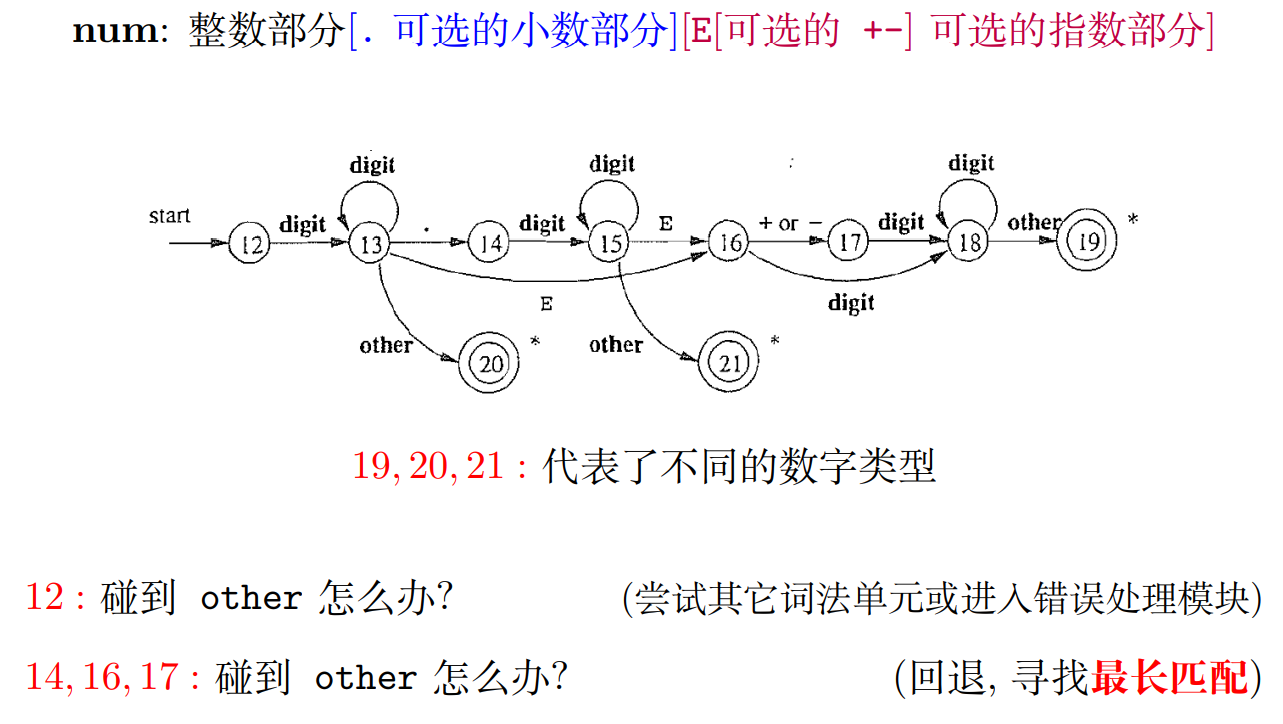 num: 整数部分[. 可选的小数部分][E[可选的 +-] 可选的指数部分]
digit digit digit
start digit . digit E + or - digit other *
12 13 14 15 16 17 18 19
E digit
other * other *
20 21
19, 20, 21 : 代表了不同的数字类型
12 : 碰到 other 怎么办? (尝试其它词法单元或进入错误处理模块)
14, 16, 17 : 碰到 other 怎么办? (回退, 寻找最长匹配)